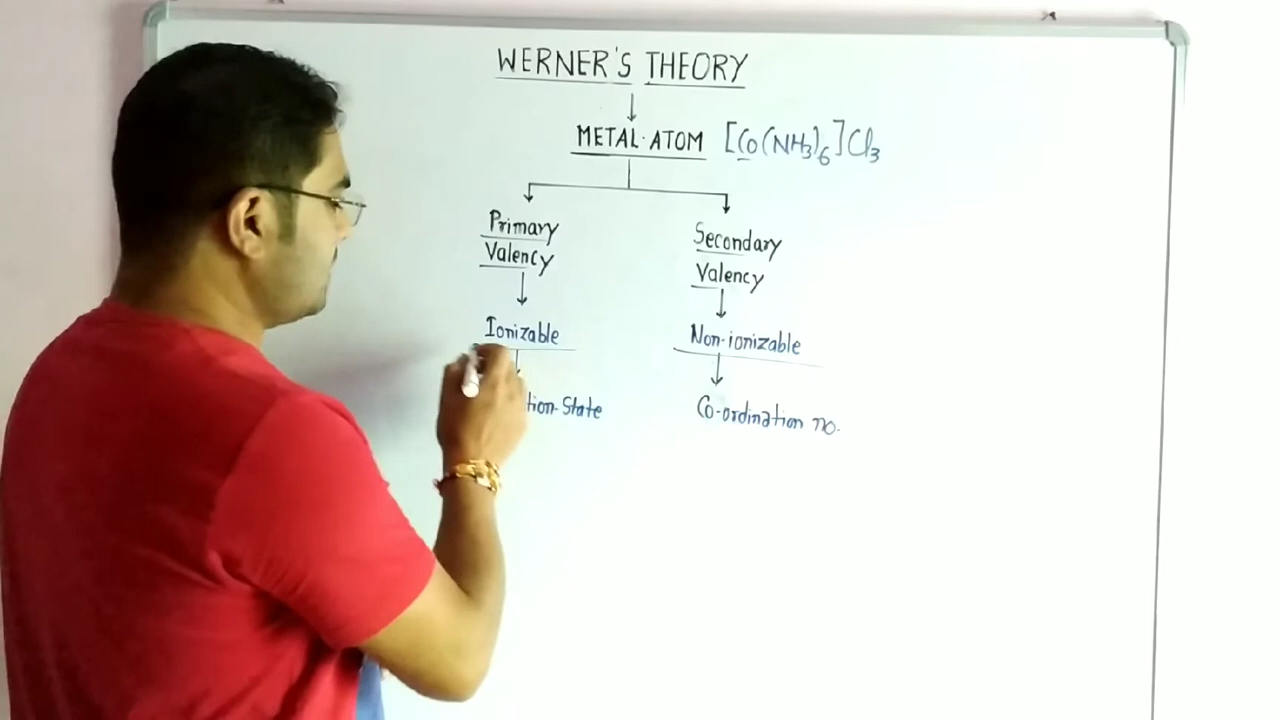 WERNER'S THEORY
METAL-ATOM [Co(NH3)6]Cl3
Primary
Valency
Secondary
Valency
Ionizable
Non-ionizable
tion-State
Co-ordination no.